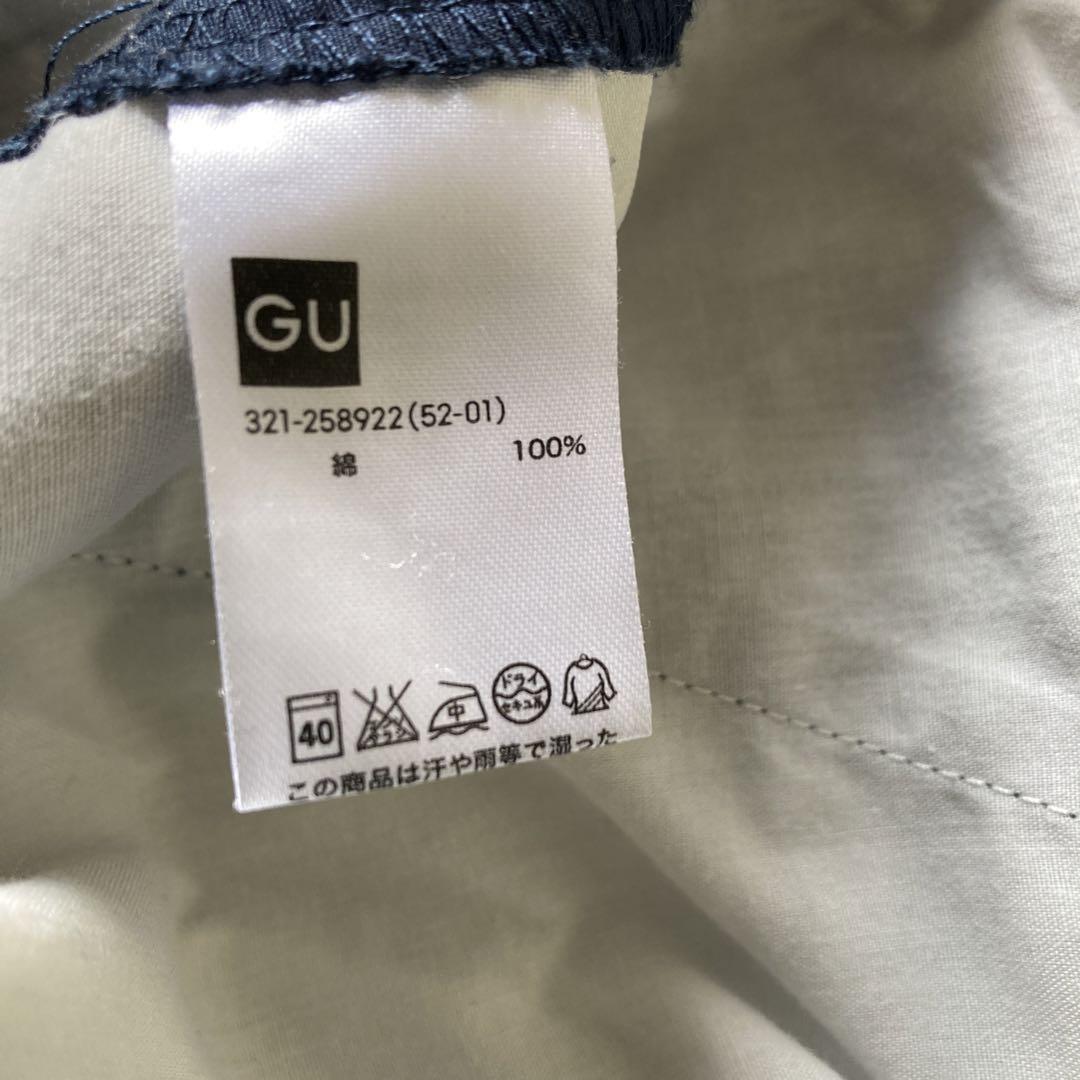 GU
321-258922(52-01)
綿 100%
40 中 ドライ
セキユ系
この商品は汗や雨等で湿った